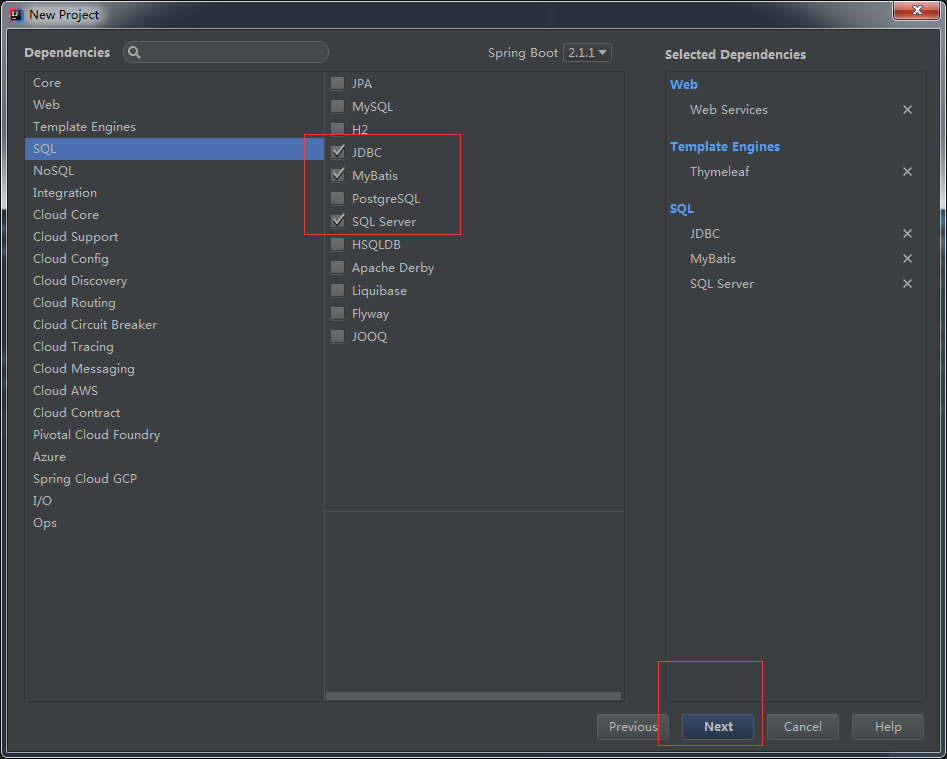 New Project
Dependencies
Spring Boot 2.1.1
Core
Web
Template Engines
SQL
NoSQL
Integration
Cloud Core
Cloud Support
Cloud Config
Cloud Discovery
Cloud Routing
Cloud Circuit Breaker
Cloud Tracing
Cloud Messaging
Cloud AWS
Cloud Contract
Pivotal Cloud Foundry
Azure
Spring Cloud GCP
I/O
Ops
JPA
MySQL
H2
JDBC
MyBatis
PostgreSQL
SQL Server
HSQLDB
Apache Derby
Liquibase
Flyway
JOOQ
Selected Dependencies
Web
Web Services
Template Engines
Thymeleaf
SQL
JDBC
MyBatis
SQL Server
Previous
Next
Cancel
Help